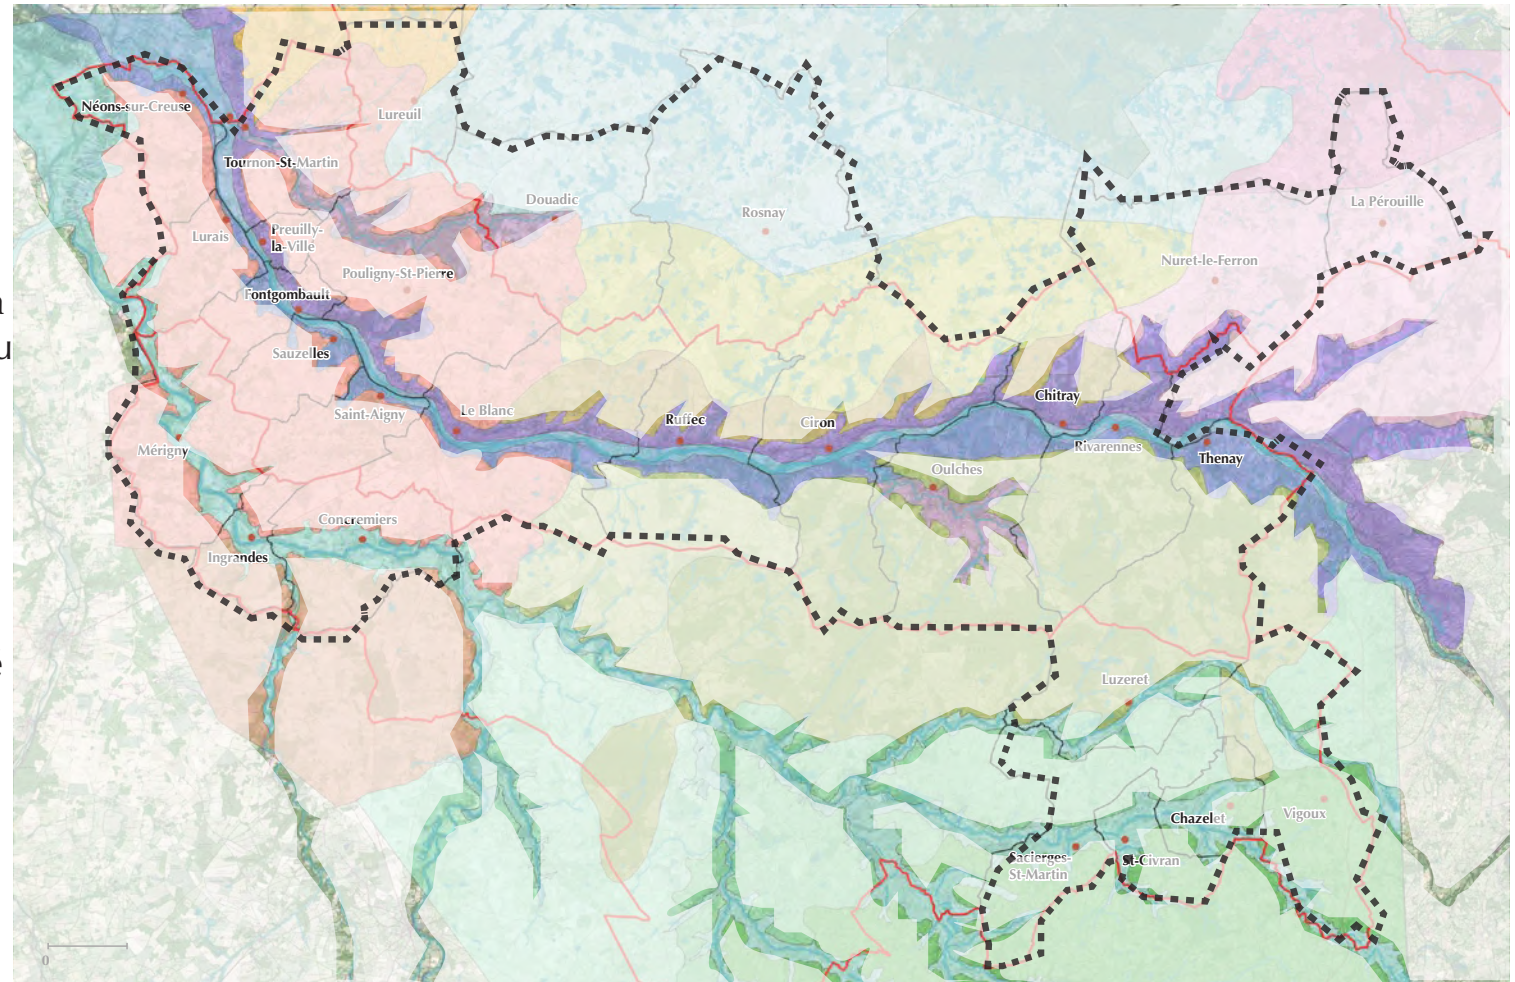 Néons-sur-Creuse
Lureuil
Tournon-St-Martin
Douadic
Rosnay
La Pérouille
Lurais
Preuilly-
la-Ville
Pouligny-St-Pierre
Nuret-le-Ferron
Fontgombault
Sauzelles
Saint-Aigny
Le Blanc
Ruffec
Ciron
Chitray
Rivarennes
Thenay
Mérigny
Oulches
Concremiers
Ingrandes
Luzeret
Chazelet
Vigoux
Sacierges-
St-Martin
St-Civran
0